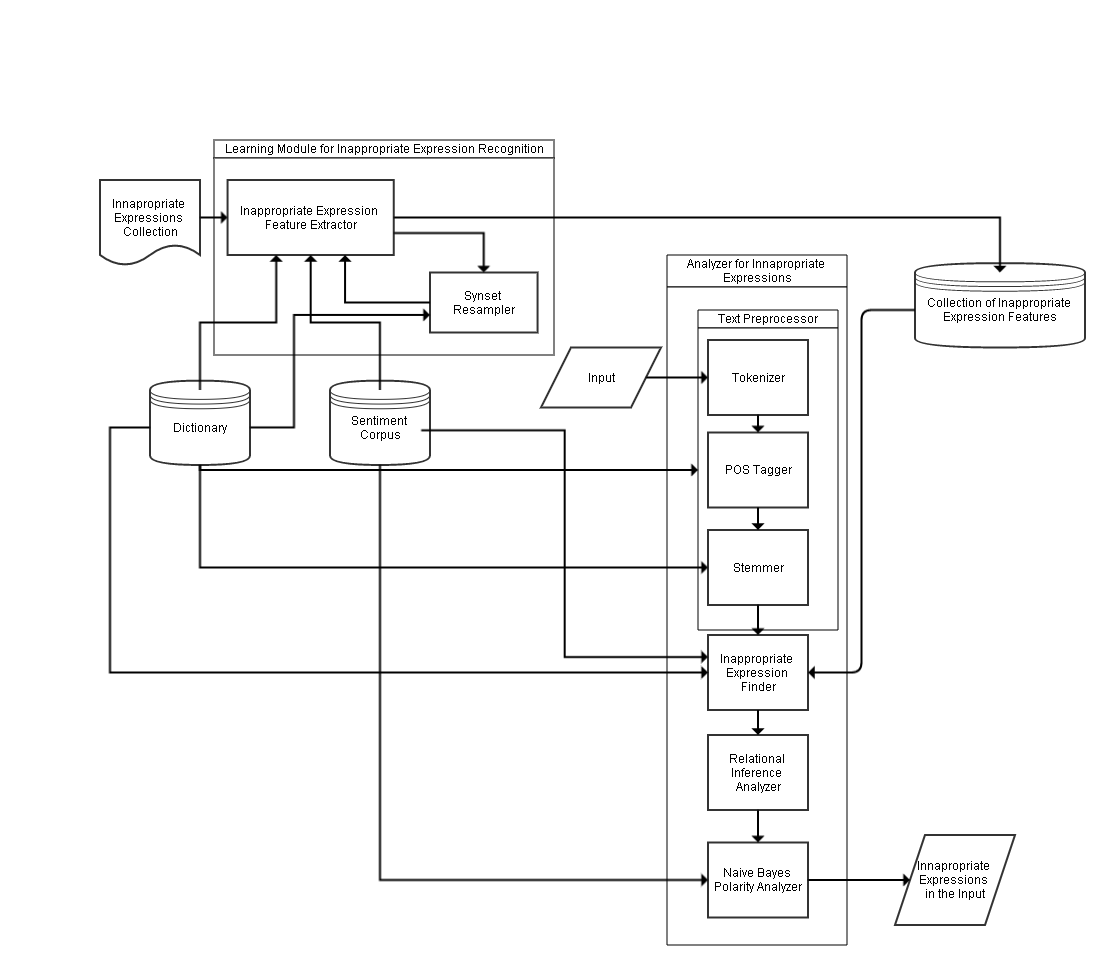 Learning Module for Inappropriate Expression Recognition
Innapropriate
Expressions
Collection
Inappropriate Expression
Feature Extractor
Synset
Resampler
Analyzer for Innapropriate
Expressions
Collection of Inappropriate
Expression Features
Text Preprocessor
Input
Tokenizer
Dictionary
Sentiment
Corpus
POS Tagger
Stemmer
Inappropriate
Expression
Finder
Relational
Inference
Analyzer
Naive Bayes
Polarity Analyzer
Innapropriate
Expressions
in the Input